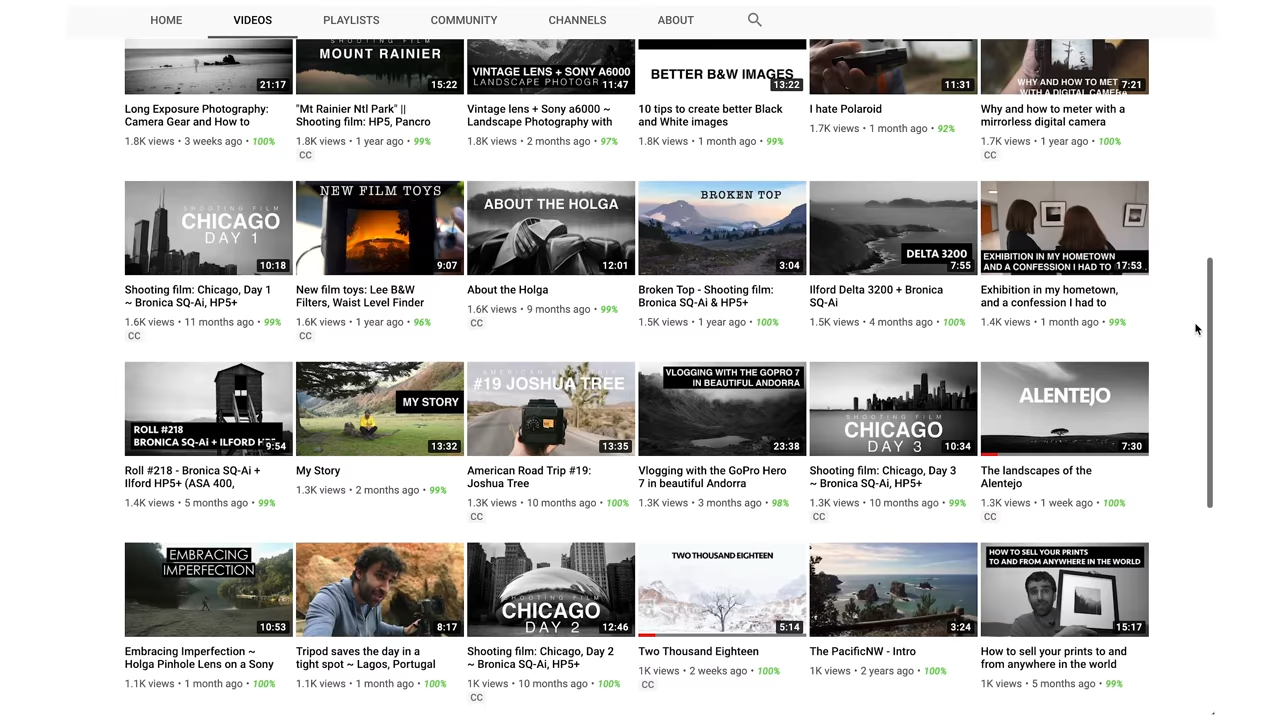 HOME VIDEOS PLAYLISTS COMMUNITY CHANNELS ABOUT
21:17
SHOOTING FILM
MOUNT RAINIER
15:22
VINTAGE LENS + SONY A6000
LANDSCAPE PHOTOGR
11:47
BETTER B&W IMAGES
13:22
11:31
WHY AND HOW TO MET
WITH A DIGITAL CAMERA
7:21
Long Exposure Photography:
Camera Gear and How to
1.8K views • 3 weeks ago • 100%
"Mt Rainier Ntl Park" ||
Shooting film: HP5, Pancro
1.8K views • 1 year ago • 99%
CC
Vintage lens + Sony a6000 ~
Landscape Photography with
1.8K views • 2 months ago • 97%
10 tips to create better Black
and White images
1.8K views • 1 month ago • 99%
I hate Polaroid
1.7K views • 1 month ago • 92%
Why and how to meter with a
mirrorless digital camera
1.7K views • 1 year ago • 100%
CC
SHOOTING FILM
CHICAGO
DAY 1
10:18
NEW FILM TOYS
9:07
ABOUT THE HOLGA
12:01
BROKEN TOP
3:04
DELTA 3200
7:55
EXHIBITION IN MY HOMETOWN
AND A CONFESSION I HAD TO
17:53
Shooting film: Chicago, Day 1
~ Bronica SQ-Ai, HP5+
1.6K views • 11 months ago • 99%
CC
New film toys: Lee B&W
Filters, Waist Level Finder
1.6K views • 1 year ago • 96%
CC
About the Holga
1.6K views • 9 months ago • 99%
CC
Broken Top - Shooting film:
Bronica SQ-Ai & HP5+
1.5K views • 1 year ago • 100%
Ilford Delta 3200 + Bronica
SQ-Ai
1.5K views • 4 months ago • 100%
Exhibition in my hometown,
and a confession I had to
1.4K views • 1 month ago • 99%
ROLL #218
BRONICA SQ-Ai + ILFORD
9:54
MY STORY
13:32
AMERICAN ROAD TRIP
#19 JOSHUA TREE
13:35
VLOGGING WITH THE GOPRO 7
IN BEAUTIFUL ANDORRA
23:38
SHOOTING FILM
CHICAGO
DAY 3
10:34
ALENTEJO
7:30
Roll #218 - Bronica SQ-Ai +
Ilford HP5+ (ASA 400,
1.4K views • 5 months ago • 99%
My Story
1.3K views • 2 months ago • 99%
American Road Trip #19:
Joshua Tree
1.3K views • 10 months ago • 100%
CC
Vlogging with the GoPro Hero
7 in beautiful Andorra
1.3K views • 3 months ago • 98%
Shooting film: Chicago, Day 3
~ Bronica SQ-Ai, HP5+
1.3K views • 10 months ago • 99%
CC
The landscapes of the
Alentejo
1.3K views • 1 week ago • 100%
CC
EMBRACING
IMPERFECTION
10:53
8:17
SHOOTING FILM
CHICAGO
DAY 2
12:46
TWO THOUSAND EIGHTEEN
5:14
3:24
HOW TO SELL YOUR PRINTS
TO AND FROM ANYWHERE IN THE WORLD
15:17
Embracing Imperfection ~
Holga Pinhole Lens on a Sony
1.1K views • 1 month ago • 100%
Tripod saves the day in a
tight spot ~ Lagos, Portugal
1.1K views • 1 month ago • 100%
Shooting film: Chicago, Day 2
~ Bronica SQ-Ai, HP5+
1K views • 10 months ago • 100%
CC
Two Thousand Eighteen
1K views • 2 weeks ago • 100%
CC
The PacificNW - Intro
1K views • 2 years ago • 100%
How to sell your prints to and
from anywhere in the world
1K views • 5 months ago • 99%